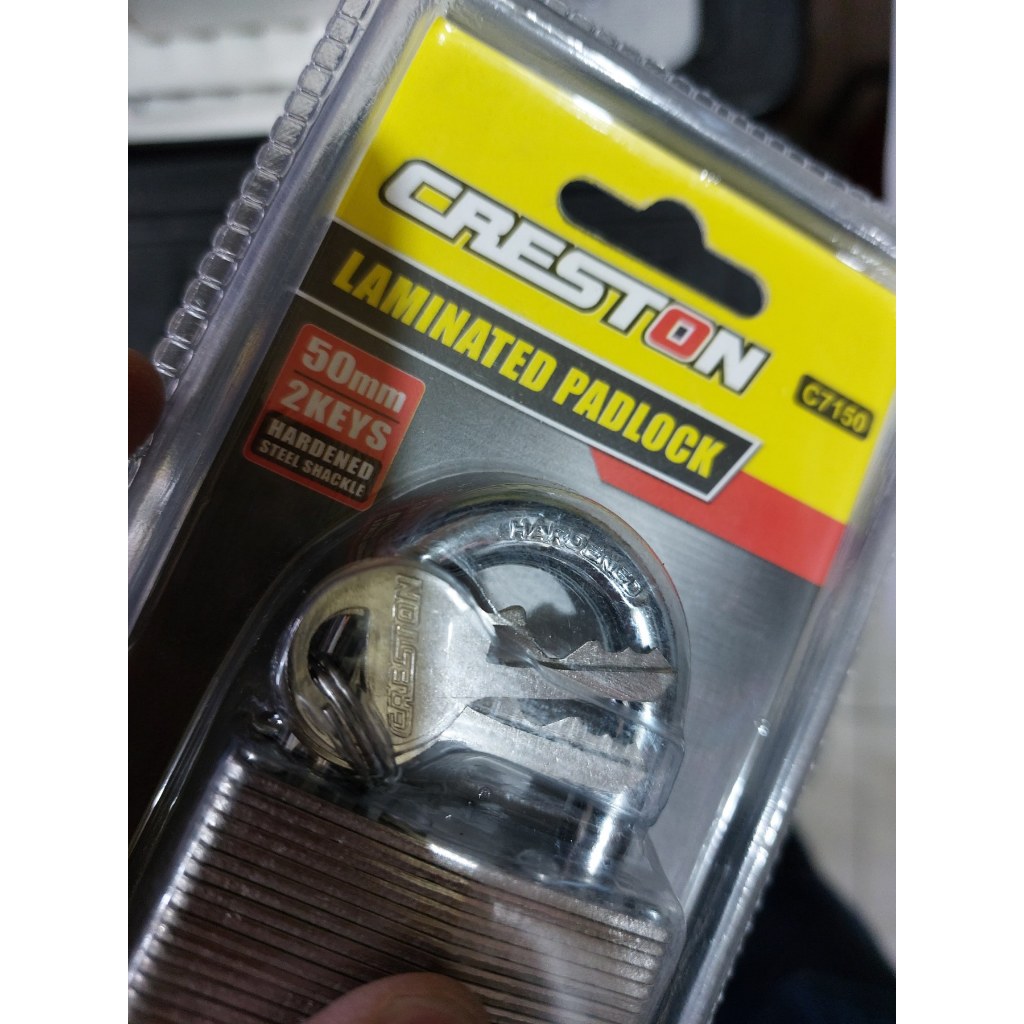 CRESTON
LAMINATED PADLOCK
C7150
50mm
2KEYS
HARDENED
STEEL SHACKLE
HARDENED
CRESTON